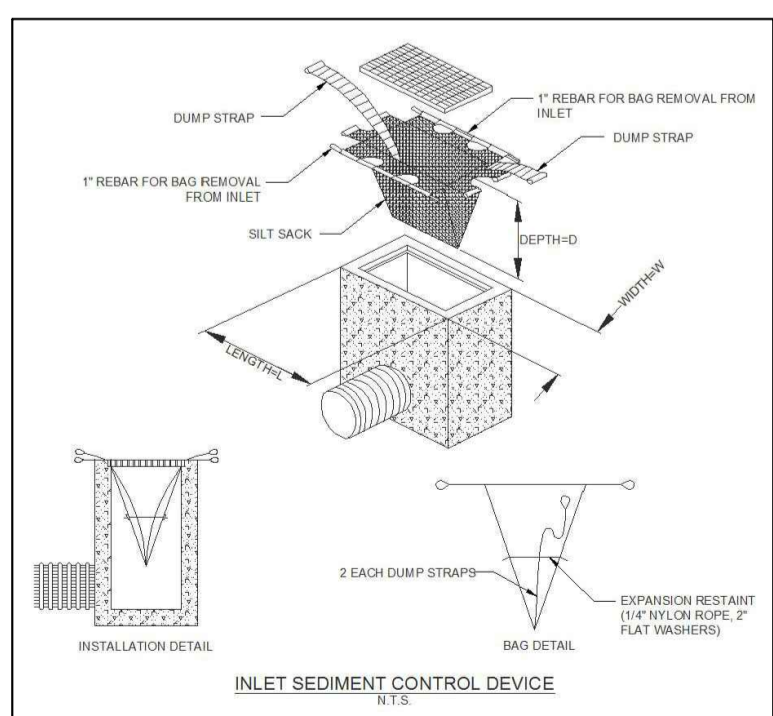 DUMP STRAP
1" REBAR FOR BAG REMOVAL FROM
INLET
DUMP STRAP
1" REBAR FOR BAG REMOVAL
FROM INLET
SILT SACK
DEPTH=D
WIDTH=W
LENGTH=L
2 EACH DUMP STRAPS
EXPANSION RESTAINT
(1/4" NYLON ROPE, 2"
FLAT WASHERS)
INSTALLATION DETAIL
BAG DETAIL
INLET SEDIMENT CONTROL DEVICE
N.T.S.